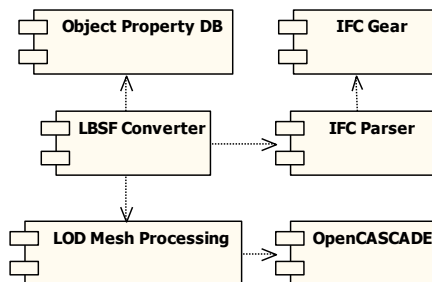 Object Property DB
IFC Gear
LBSF Converter
IFC Parser
LOD Mesh Processing
OpenCASCADE